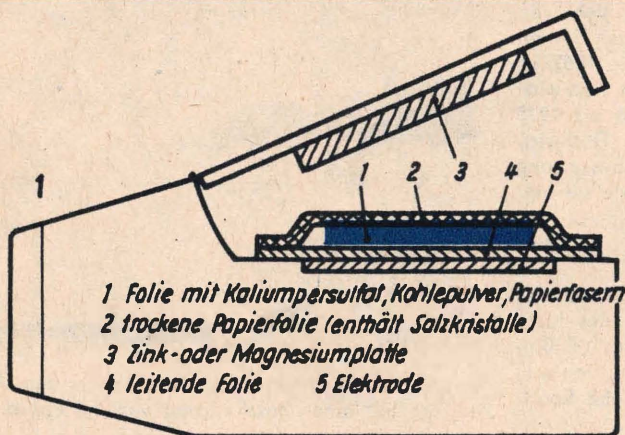 1
1 2 3 4 5
1 Folie mit Kaliumpersulfat, Kohlepulver, Papierfasern
2 trockene Papierfolie (enthält Salzkristalle)
3 Zink- oder Magnesiumplatte
4 leitende Folie 5 Elektrode